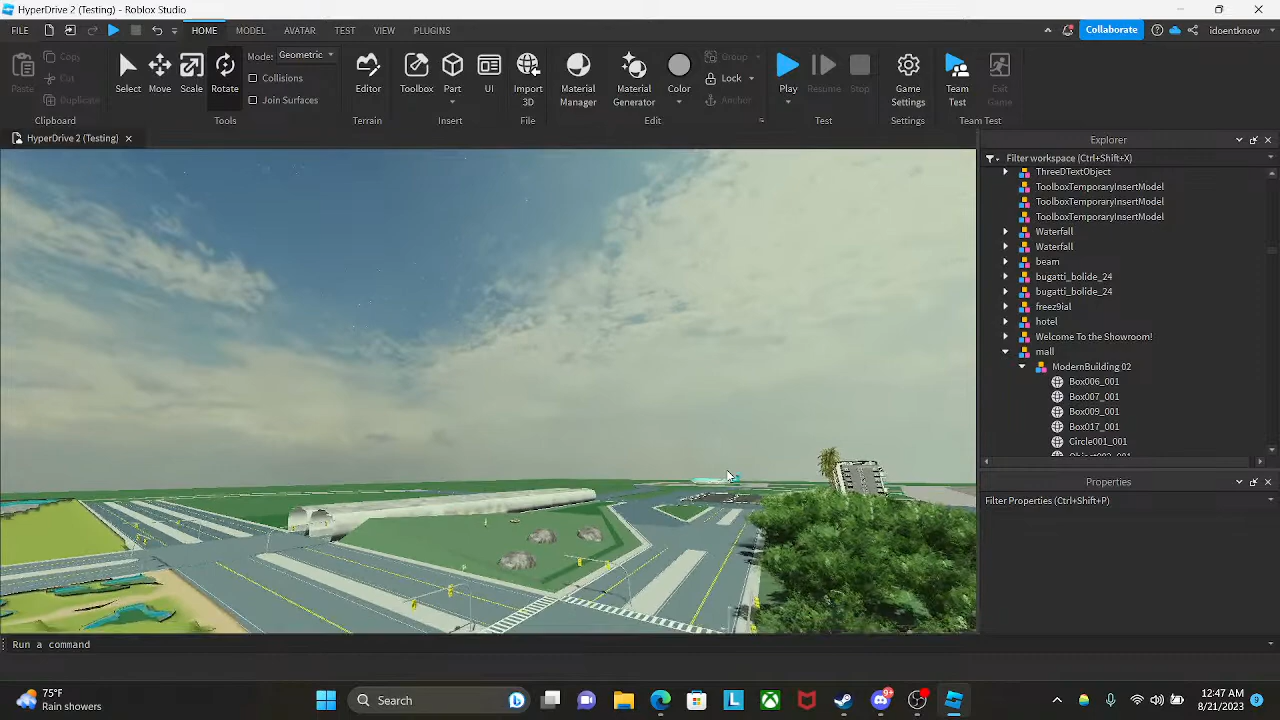 HyperDrive 2 (Testing) - Roblox Studio
FILE HOME MODEL AVATAR TEST VIEW PLUGINS Collaborate idoentknow
Paste Copy Cut Duplicate
Select Move Scale Rotate
Mode: Geometric
Collisions
Join Surfaces
Editor
Toolbox Part UI
Import 3D
Material Manager
Material Generator
Color
Group
Lock
Anchor
Play Resume Stop
Game Settings
Team Test
Exit Game
Clipboard Tools Terrain Insert File Edit Test Settings Team Test
HyperDrive 2 (Testing)
Explorer
Filter workspace (Ctrl+Shift+X)
ThreeDTextObject
ToolboxTemporaryInsertModel
ToolboxTemporaryInsertModel
ToolboxTemporaryInsertModel
Waterfall
Waterfall
beam
bugatti_bolide_24
bugatti_bolide_24
freez9ial
hotel
Welcome To the Showroom!
mall
ModernBuilding 02
Box006_001
Box007_001
Box009_001
Box017_001
Circle001_001
Properties
Filter Properties (Ctrl+Shift+P)
Run a command
75°F
Rain showers
Search
L
9+
12:47 AM
8/21/2023
9